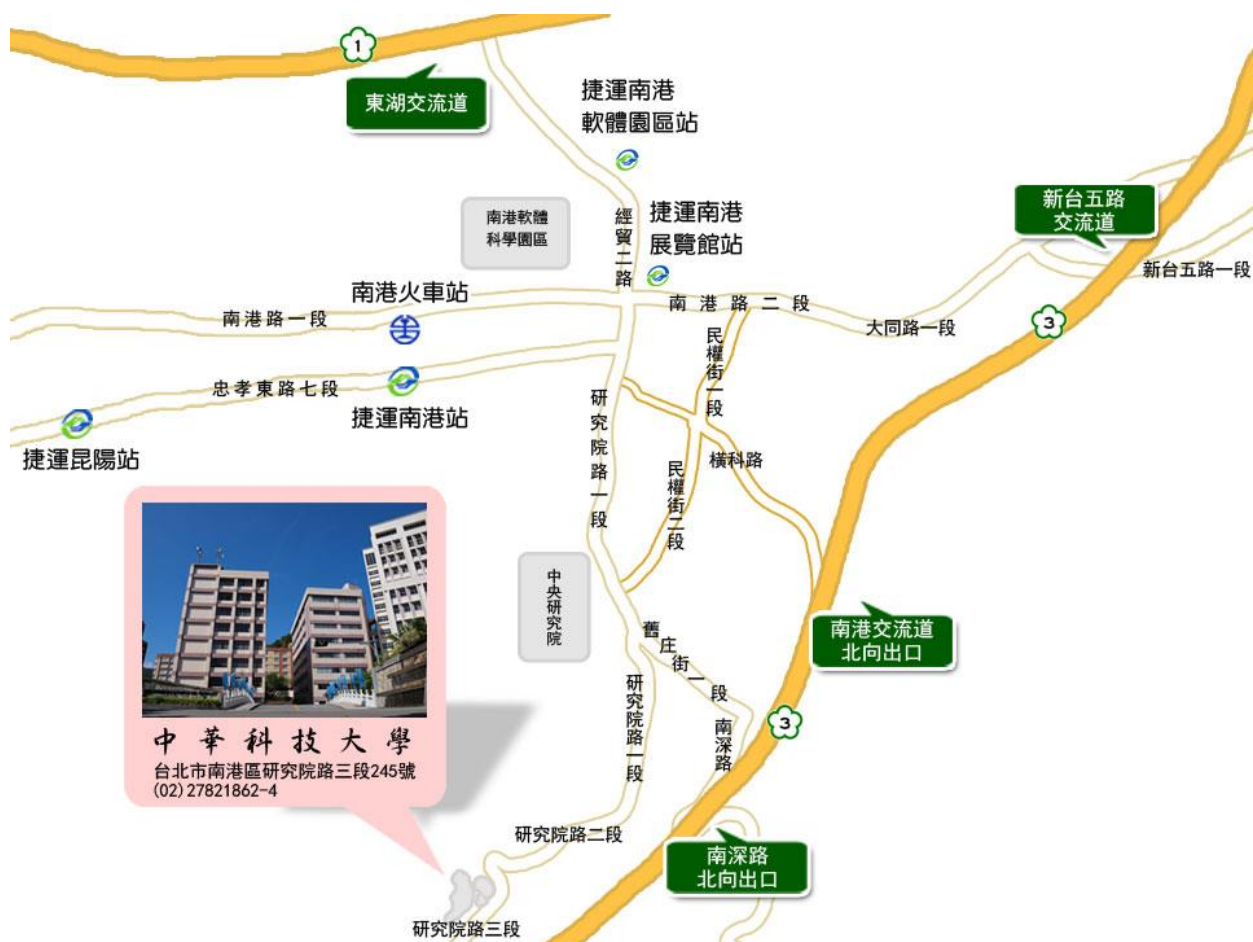 1
東湖交流道
捷運南港
軟體園區站
新台五路
交流道
南港軟體
科學園區
經貿二路
捷運南港
展覽館站
新台五路一段
南港火車站
南港路一段
南港路二段
大同路一段
3
民權街一段
忠孝東路七段
捷運南港站
捷運昆陽站
研究院路一段
橫科路
民權街二段
中央研究院
南港交流道
北向出口
舊庄街一段
研究院路一段
南深路
3
中華科技大學
台北市南港區研究院路三段245號
(02)27821862-4
研究院路二段
南深路
北向出口
研究院路三段